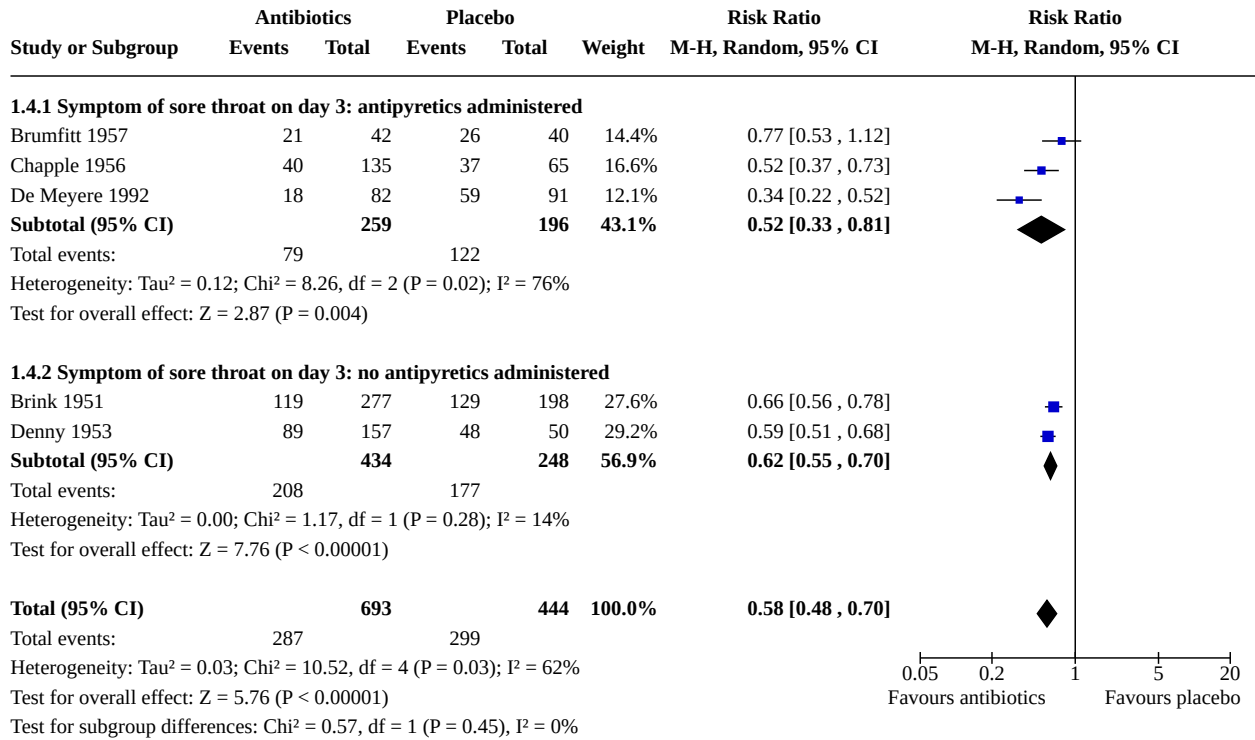 Antibiotics Placebo Risk Ratio Risk Ratio
Study or Subgroup Events Total Events Total Weight M-H, Random, 95% CI M-H, Random, 95% CI
1.4.1 Symptom of sore throat on day 3: antipyretics administered
Brumfitt 1957 21 42 26 40 14.4% 0.77 [0.53 , 1.12]
Chapple 1956 40 135 37 65 16.6% 0.52 [0.37 , 0.73]
De Meyere 1992 18 82 59 91 12.1% 0.34 [0.22 , 0.52]
Subtotal (95% CI) 259 196 43.1% 0.52 [0.33 , 0.81]
Total events: 79 122
Heterogeneity: Tau² = 0.12; Chi² = 8.26, df = 2 (P = 0.02); I² = 76%
Test for overall effect: Z = 2.87 (P = 0.004)
1.4.2 Symptom of sore throat on day 3: no antipyretics administered
Brink 1951 119 277 129 198 27.6% 0.66 [0.56 , 0.78]
Denny 1953 89 157 48 50 29.2% 0.59 [0.51 , 0.68]
Subtotal (95% CI) 434 248 56.9% 0.62 [0.55 , 0.70]
Total events: 208 177
Heterogeneity: Tau² = 0.00; Chi² = 1.17, df = 1 (P = 0.28); I² = 14%
Test for overall effect: Z = 7.76 (P < 0.00001)
Total (95% CI) 693 444 100.0% 0.58 [0.48 , 0.70]
Total events: 287 299
Heterogeneity: Tau² = 0.03; Chi² = 10.52, df = 4 (P = 0.03); I² = 62%
0.05 0.2 1 5 20
Test for overall effect: Z = 5.76 (P < 0.00001)
Favours antibiotics Favours placebo
Test for subgroup differences: Chi² = 0.57, df = 1 (P = 0.45), I² = 0%